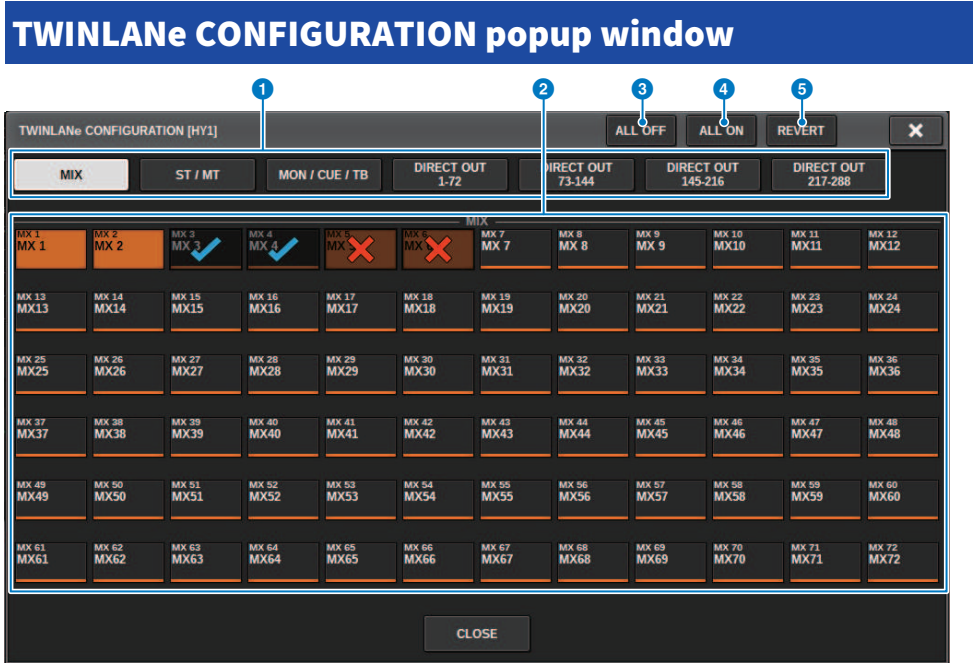 TWINLANe CONFIGURATION popup window
1 2 3 4 5
TWINLANe CONFIGURATION [HY1] ALL OFF ALL ON REVERT
MIX ST / MT MON / CUE / TB DIRECT OUT 1-72 DIRECT OUT 73-144 DIRECT OUT 145-216 DIRECT OUT 217-288
MIX
MX 1 MX 2 MX 3 MX 4 MX 5 MX 6 MX 7 MX 8 MX 9 MX 10 MX 11 MX 12
MX 1 MX 2 MX 3 MX 4 MX MX MX 7 MX 8 MX 9 MX10 MX11 MX12
MX 13 MX 14 MX 15 MX 16 MX 17 MX 18 MX 19 MX 20 MX 21 MX 22 MX 23 MX 24
MX13 MX14 MX15 MX16 MX17 MX18 MX19 MX20 MX21 MX22 MX23 MX24
MX 25 MX 26 MX 27 MX 28 MX 29 MX 30 MX 31 MX 32 MX 33 MX 34 MX 35 MX 36
MX25 MX26 MX27 MX28 MX29 MX30 MX31 MX32 MX33 MX34 MX35 MX36
MX 37 MX 38 MX 39 MX 40 MX 41 MX 42 MX 43 MX 44 MX 45 MX 46 MX 47 MX 48
MX37 MX38 MX39 MX40 MX41 MX42 MX43 MX44 MX45 MX46 MX47 MX48
MX 49 MX 50 MX 51 MX 52 MX 53 MX 54 MX 55 MX 56 MX 57 MX 58 MX 59 MX 60
MX49 MX50 MX51 MX52 MX53 MX54 MX55 MX56 MX57 MX58 MX59 MX60
MX 61 MX 62 MX 63 MX 64 MX 65 MX 66 MX 67 MX 68 MX 69 MX 70 MX 71 MX 72
MX61 MX62 MX63 MX64 MX65 MX66 MX67 MX68 MX69 MX70 MX71 MX72
CLOSE